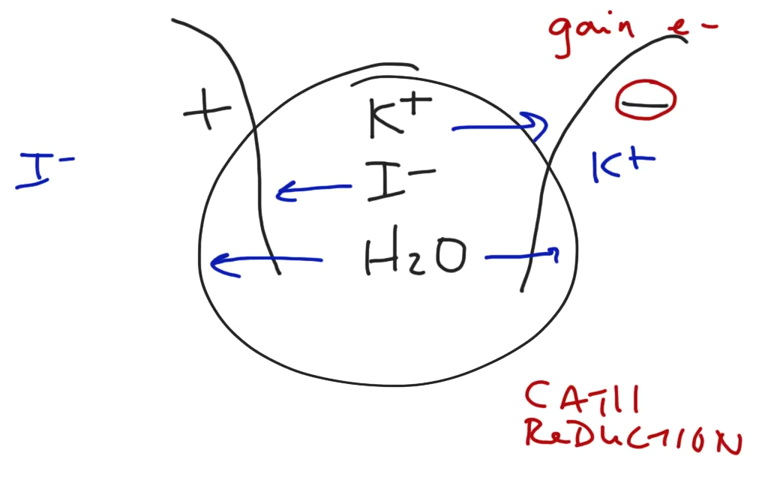 gain e-
+
K+
−
I-
I-
K+
H2O
CATH
REDUCTION